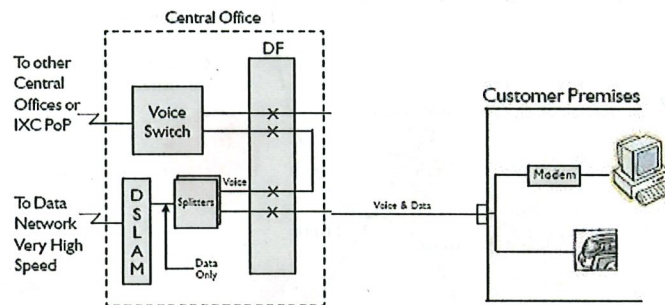 Central Office
DF
To other
Central
Offices or
IXC PoP
Voice
Switch
Customer Premises
Modem
To Data
Network
Very High
Speed
DSLAM
Splitters
Voice
Voice & Data
Data
Only